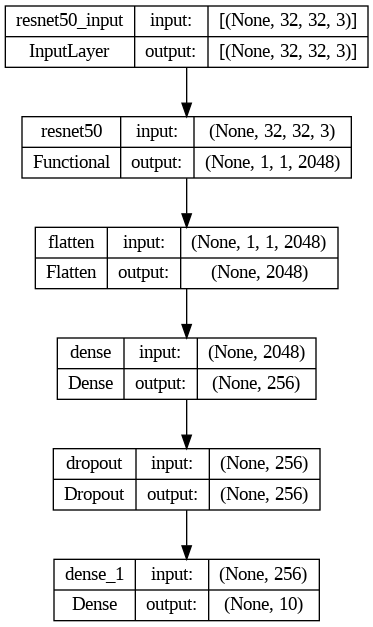 resnet50_input input: [(None, 32, 32, 3)]
InputLayer output: [(None, 32, 32, 3)]
resnet50 input: (None, 32, 32, 3)
Functional output: (None, 1, 1, 2048)
flatten input: (None, 1, 1, 2048)
Flatten output: (None, 2048)
dense input: (None, 2048)
Dense output: (None, 256)
dropout input: (None, 256)
Dropout output: (None, 256)
dense_1 input: (None, 256)
Dense output: (None, 10)